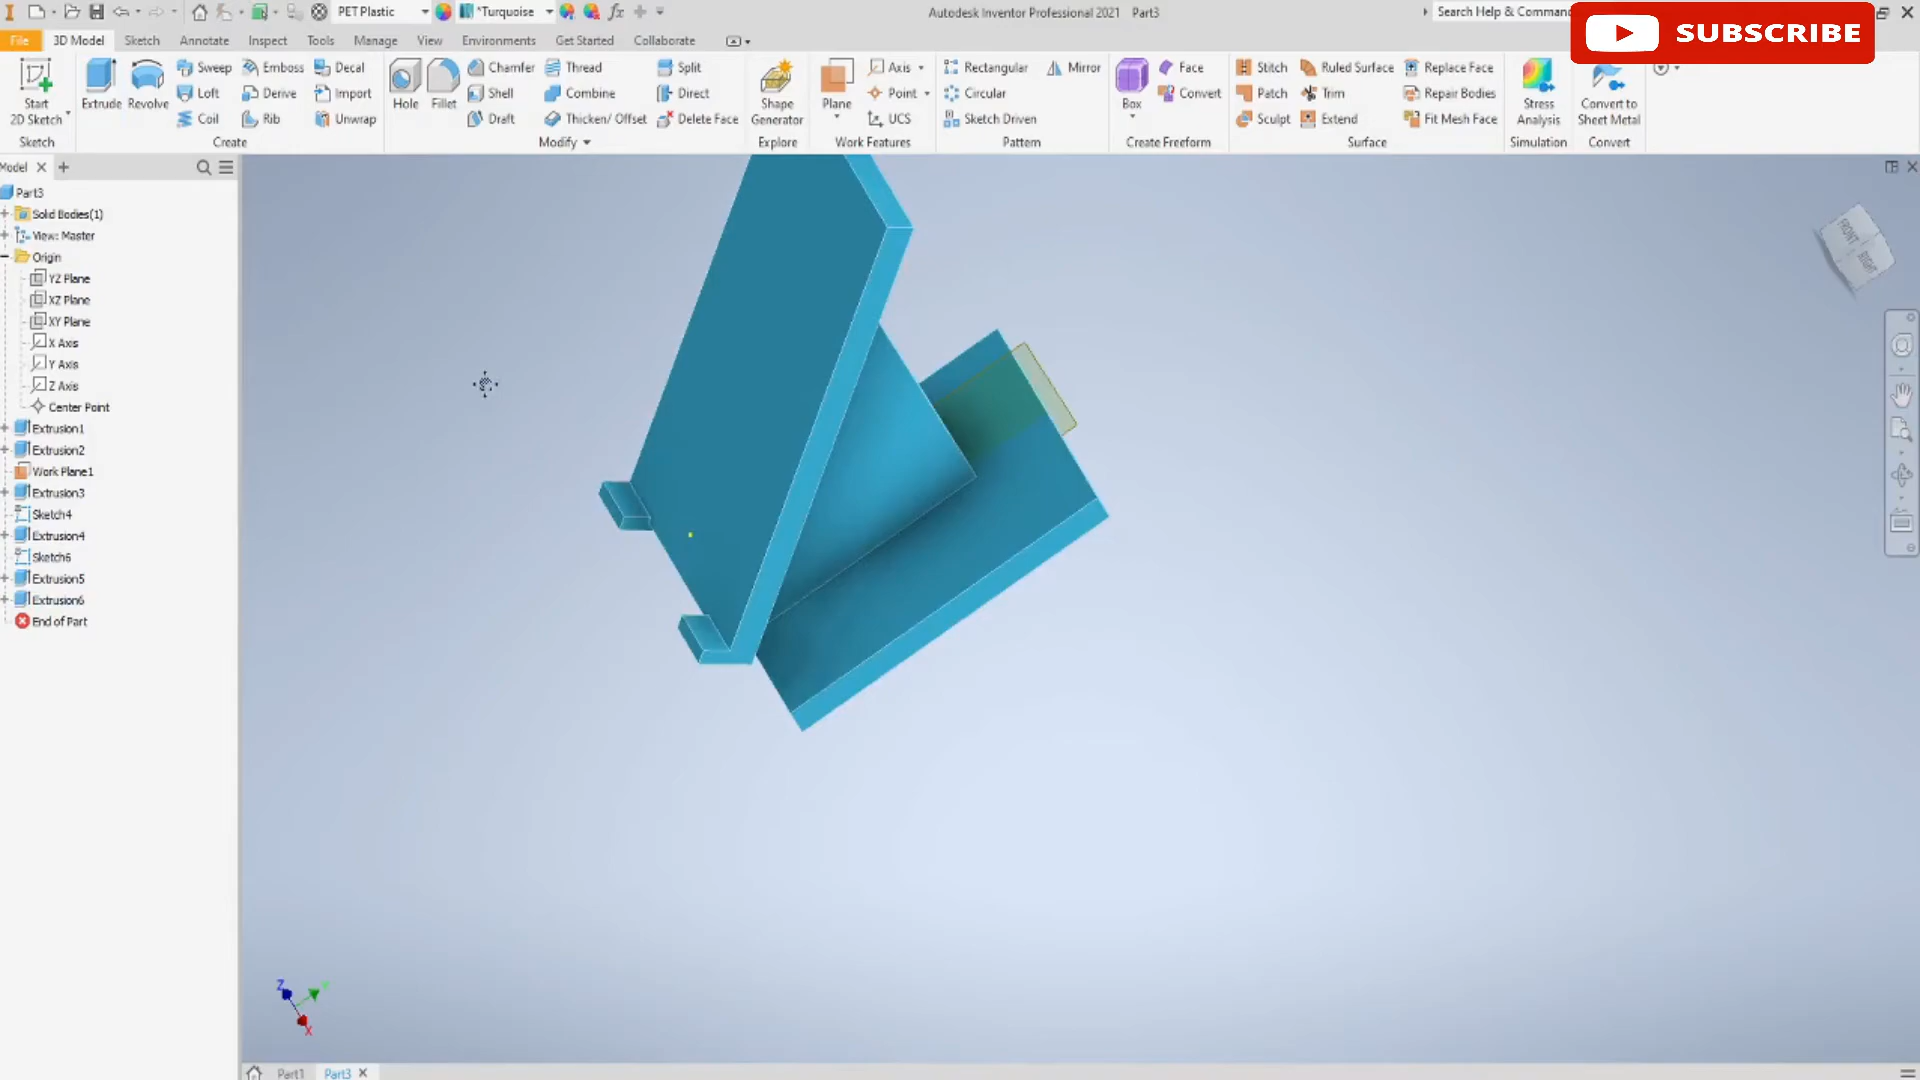 PET Plastic *Turquoise fx Autodesk Inventor Professional 2021 Part3 Search Help & Command
SUBSCRIBE
File 3D Model Sketch Annotate Inspect Tools Manage View Environments Get Started Collaborate
Start 2D Sketch Extrude Revolve Sweep Emboss Decal
Loft Derive Import
Coil Rib Unwrap
Hole Fillet Chamfer Thread Split
Shell Combine Direct
Draft Thicken/ Offset Delete Face
Shape Generator Plane Axis
Point
UCS
Rectangular Mirror
Circular
Sketch Driven
Box Face
Convert
Stitch Ruled Surface Replace Face
Patch Trim Repair Bodies
Sculpt Extend Fit Mesh Face
Stress Analysis Convert to Sheet Metal
Sketch Create Modify Explore Work Features Pattern Create Freeform Surface Simulation Convert
Model
Part3
Solid Bodies(1)
View: Master
Origin
YZ Plane
XZ Plane
XY Plane
X Axis
Y Axis
Z Axis
Center Point
Extrusion1
Extrusion2
Work Plane1
Extrusion3
Sketch4
Extrusion4
Sketch6
Extrusion5
Extrusion6
End of Part
FRONT
RIGHT
Z
Y
X
Part1 Part3